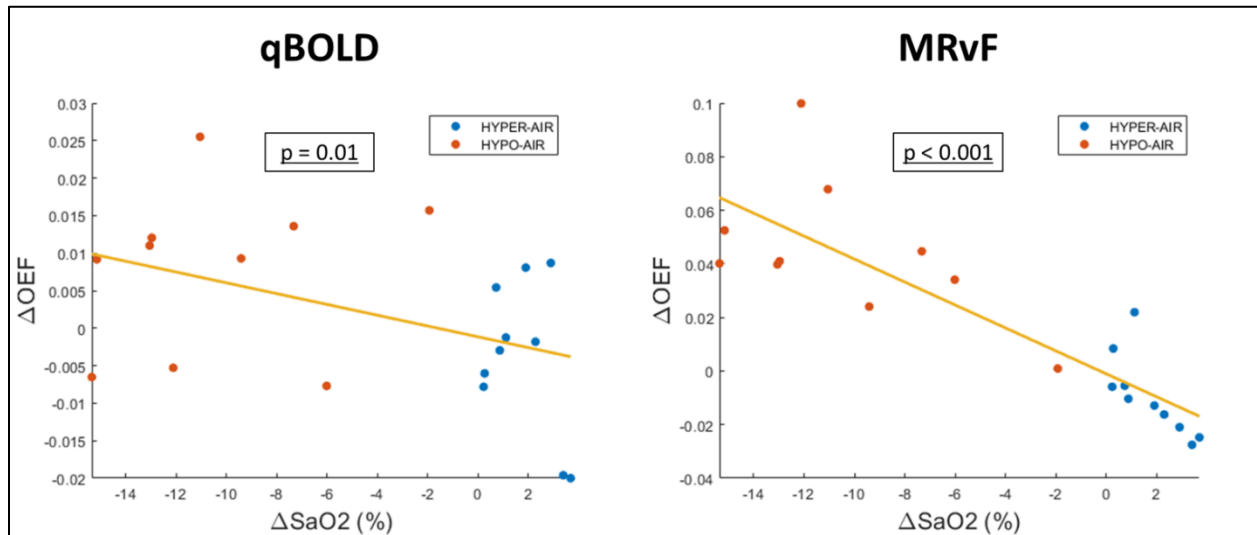 qBOLD
0.03
0.025
0.02
0.015
0.01
0.005
0
-0.005
-0.01
-0.015
-0.02
ΔOEF
p = 0.01
HYPER-AIR
HYPO-AIR
-14 -12 -10 -8 -6 -4 -2 0 2
ΔSaO2 (%)
MRvF
0.1
0.08
0.06
0.04
0.02
0
-0.02
-0.04
ΔOEF
p < 0.001
HYPER-AIR
HYPO-AIR
-14 -12 -10 -8 -6 -4 -2 0 2
ΔSaO2 (%)